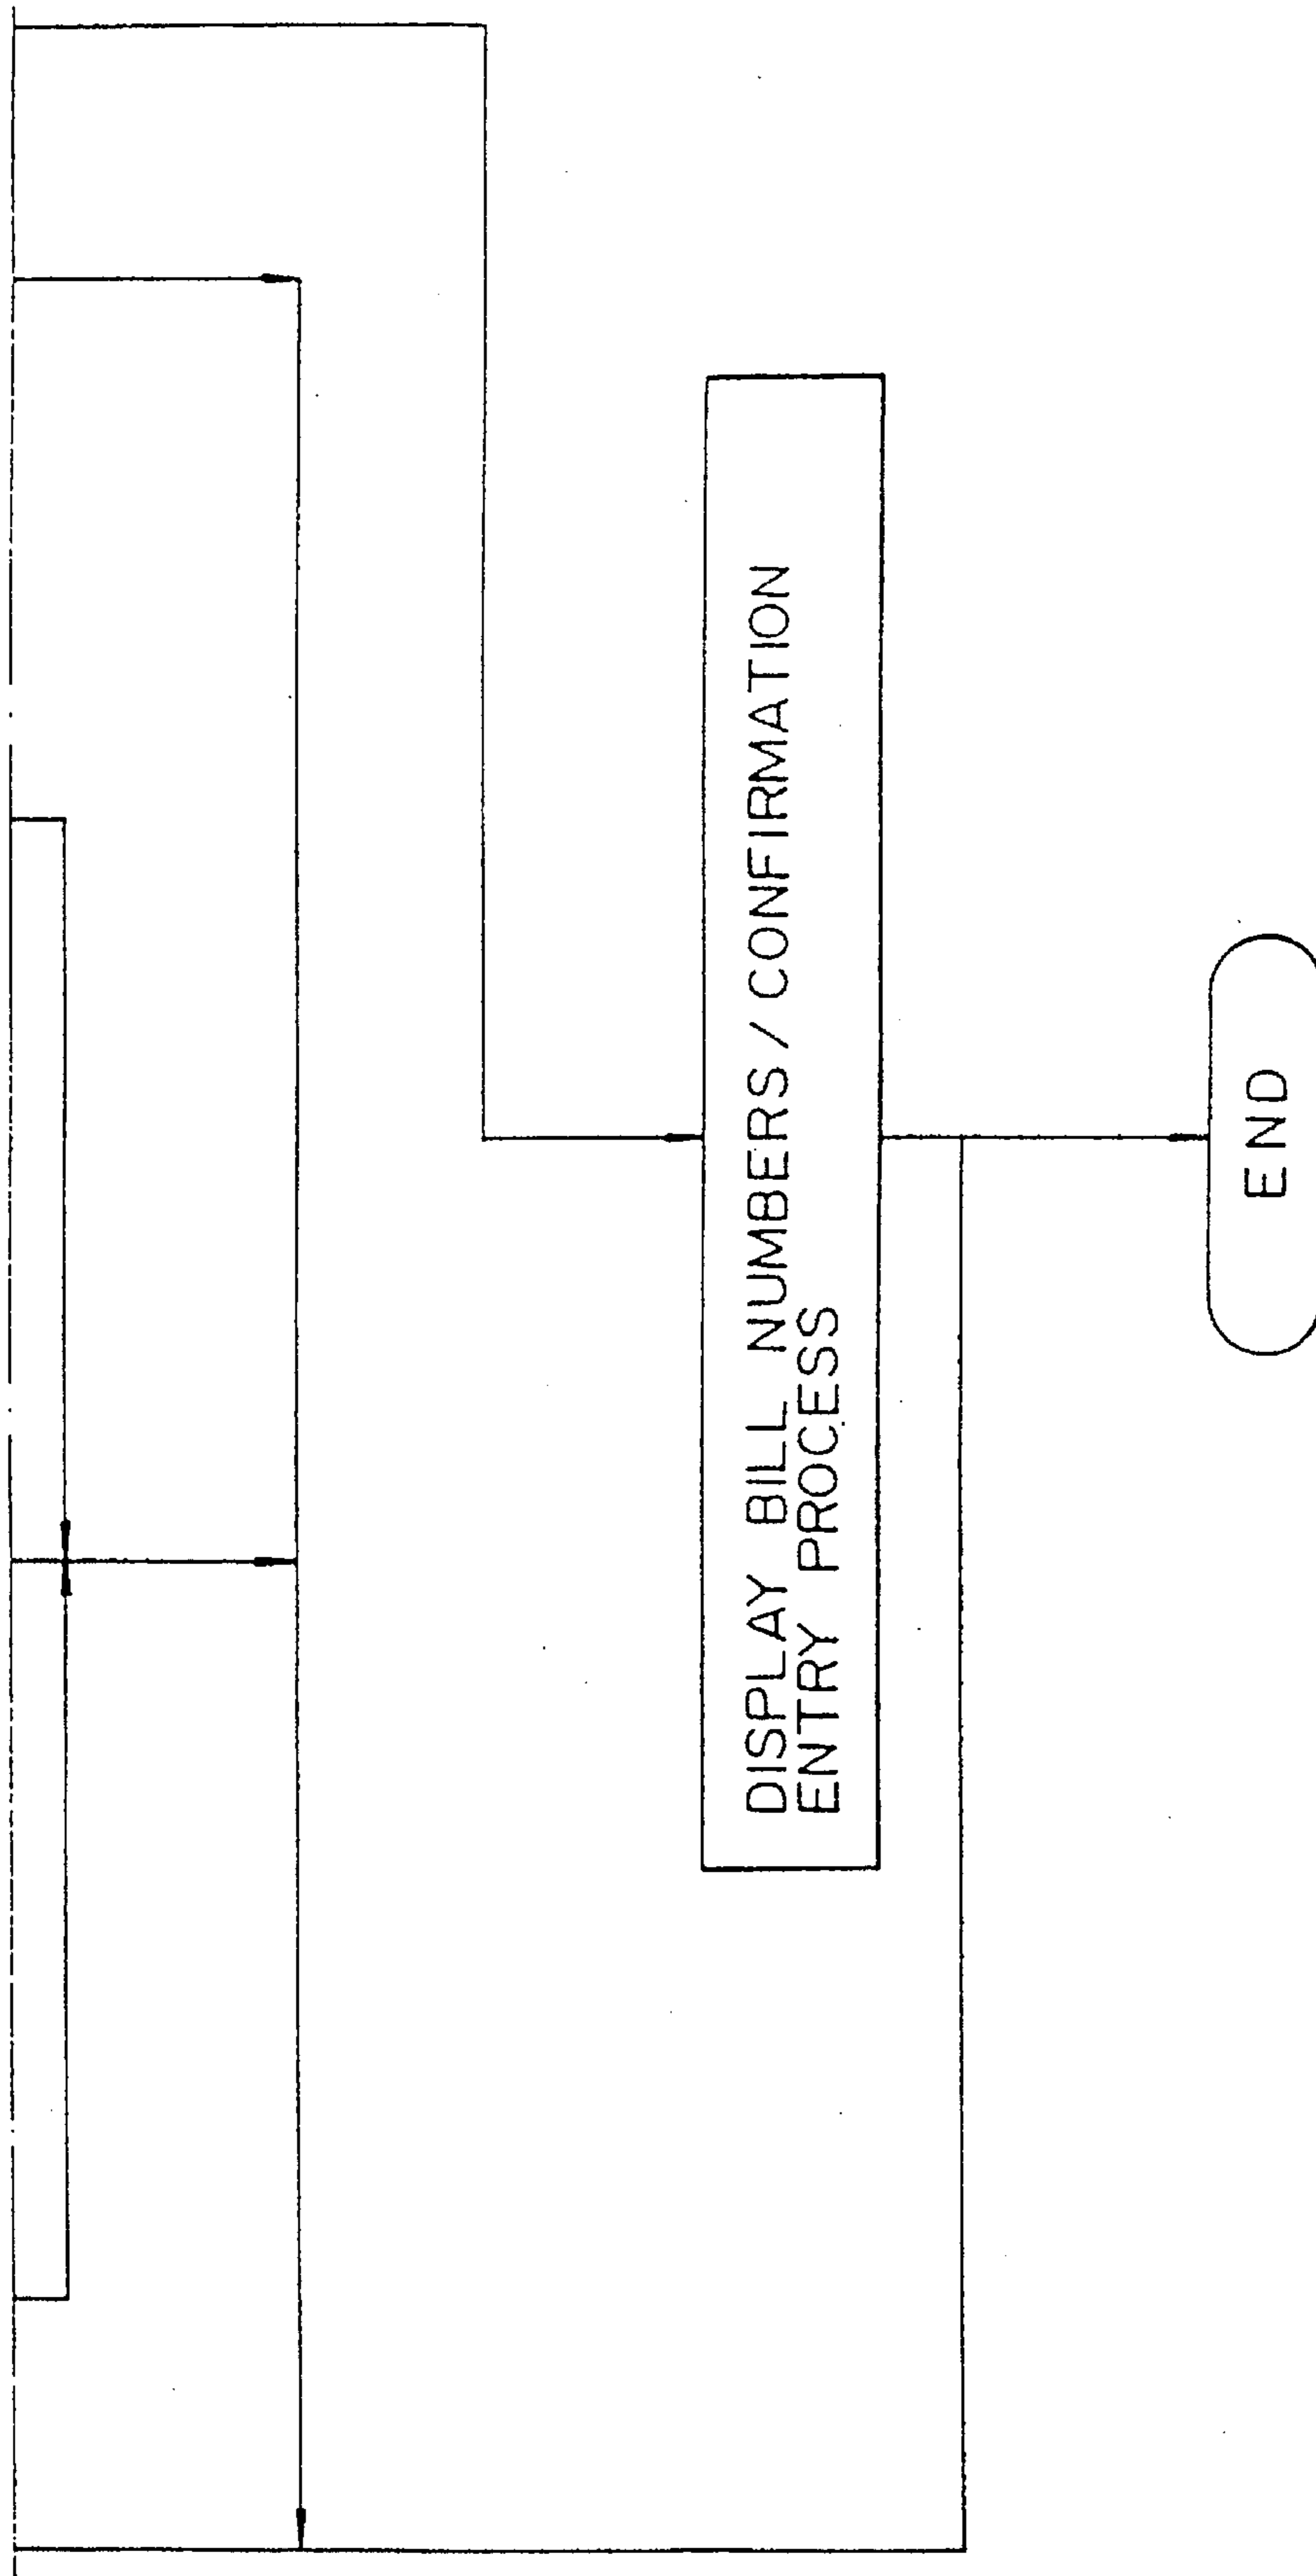 DISPLAY BILL NUMBERS / CONFIRMATION
ENTRY PROCESS
END